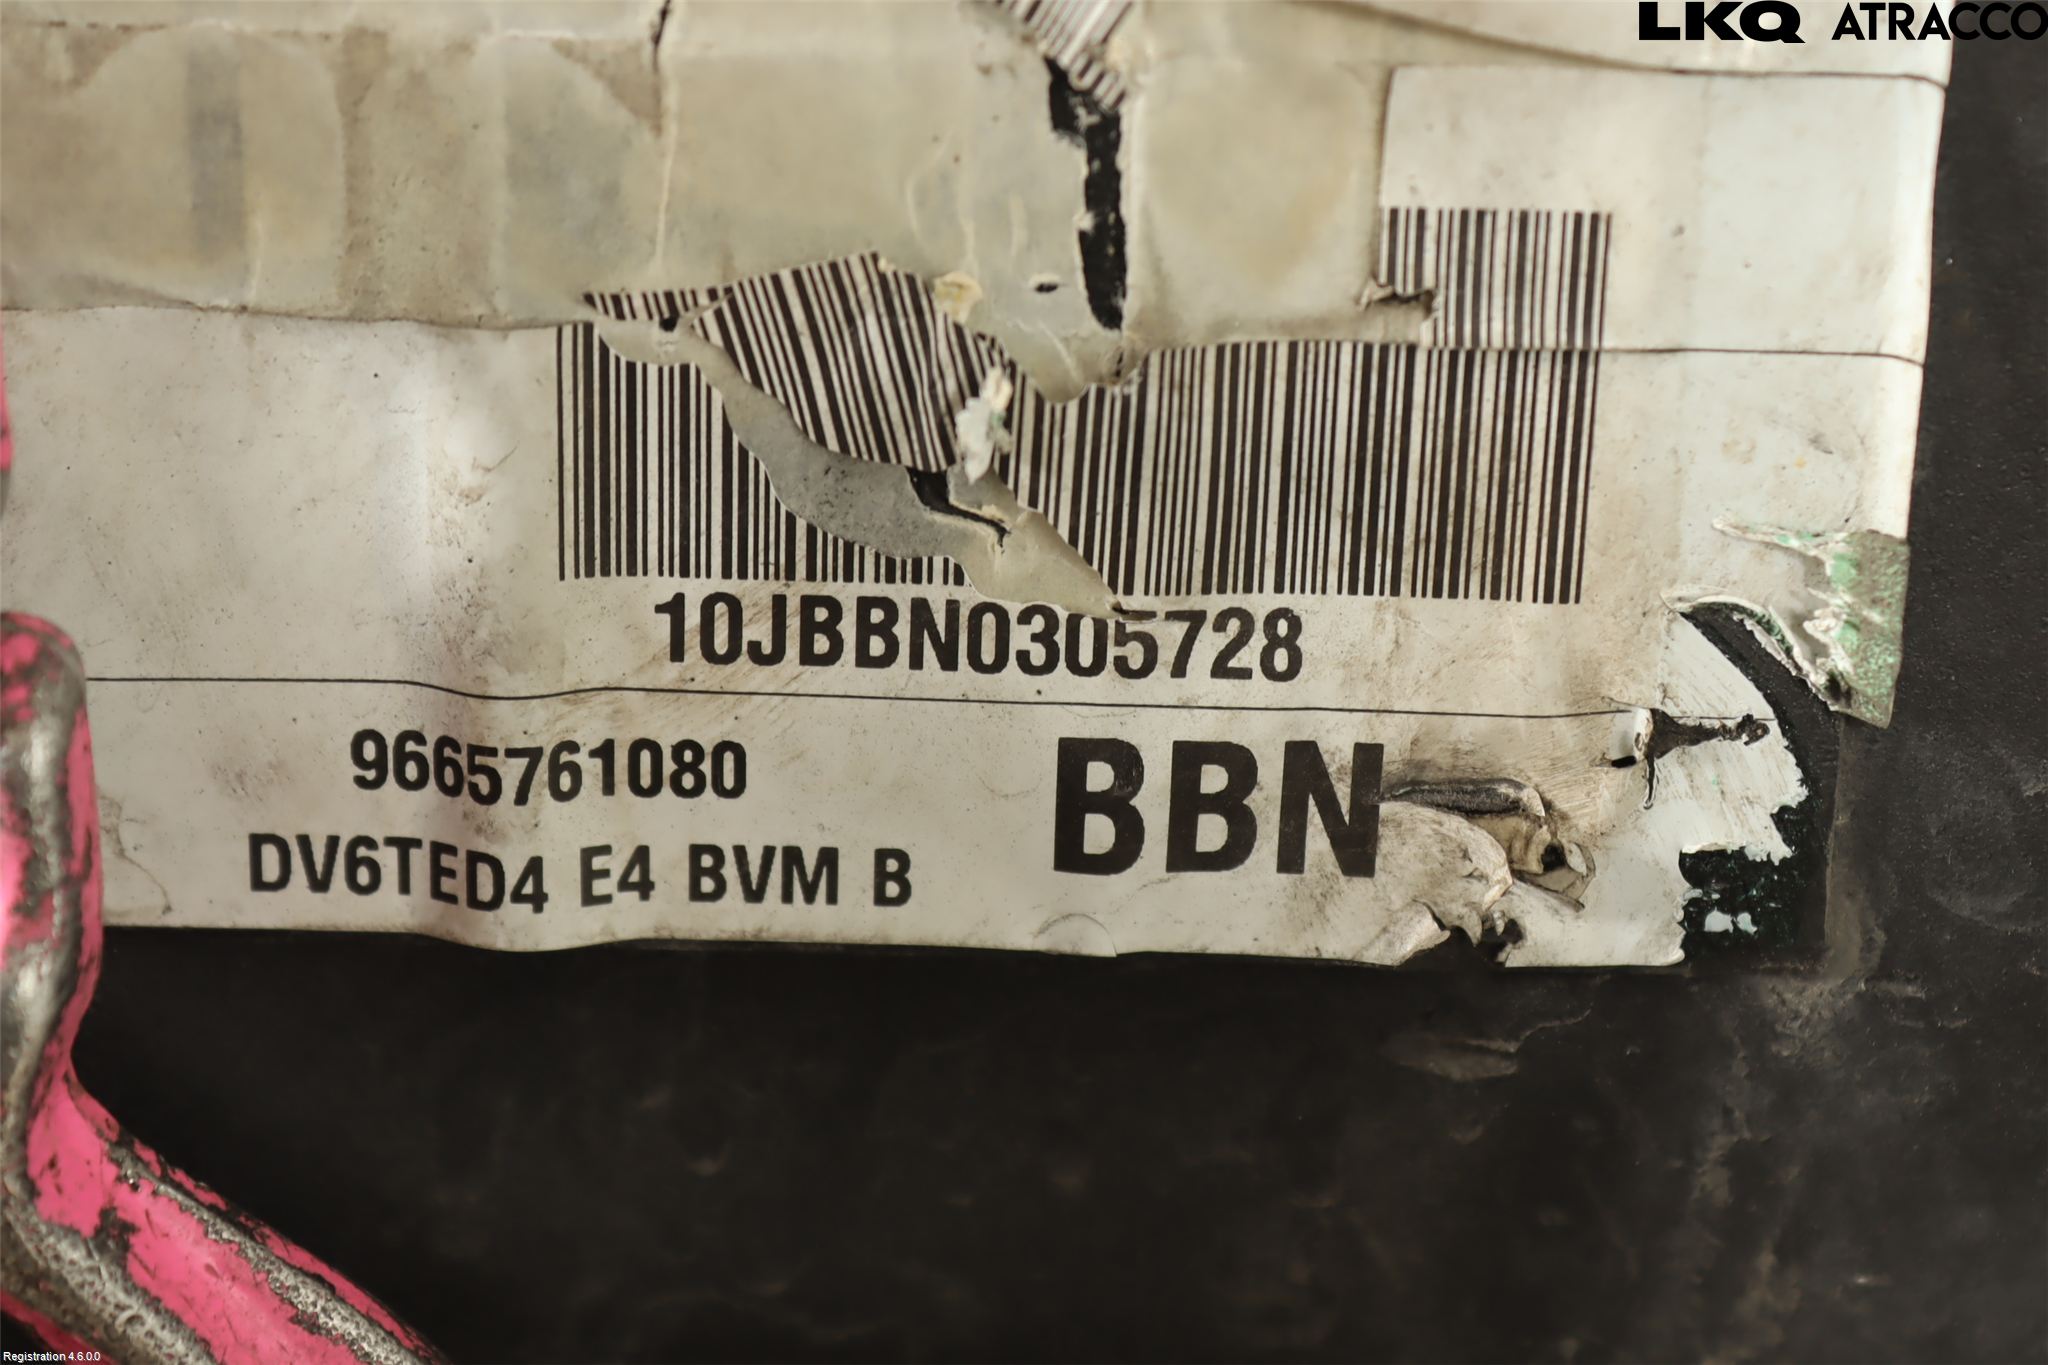 LKQ ATRACCO
10JBBN0305728
9665761080
BBN
DV6TED4 E4 BVM B
Registration 4.6.0.0